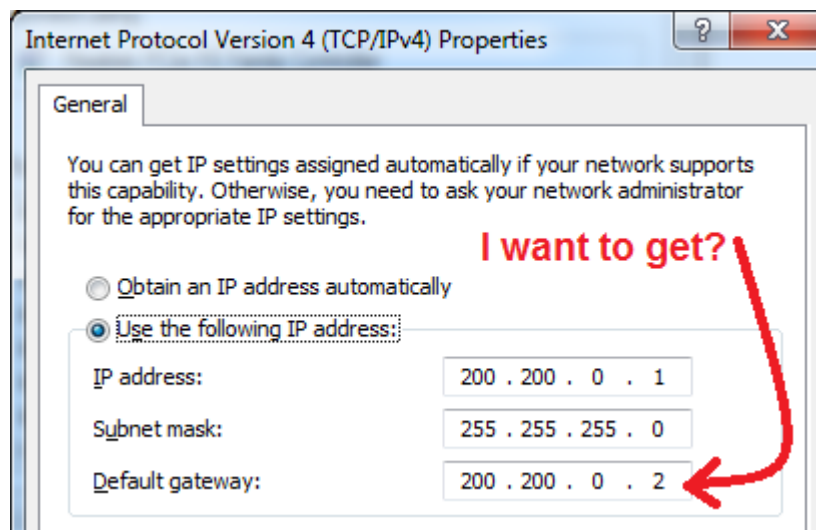 Internet Protocol Version 4 (TCP/IPv4) Properties
General
You can get IP settings assigned automatically if your network supports
this capability. Otherwise, you need to ask your network administrator
for the appropriate IP settings.
I want to get?
Obtain an IP address automatically
Use the following IP address:
IP address: 200 . 200 . 0 . 1
Subnet mask: 255 . 255 . 255 . 0
Default gateway: 200 . 200 . 0 . 2